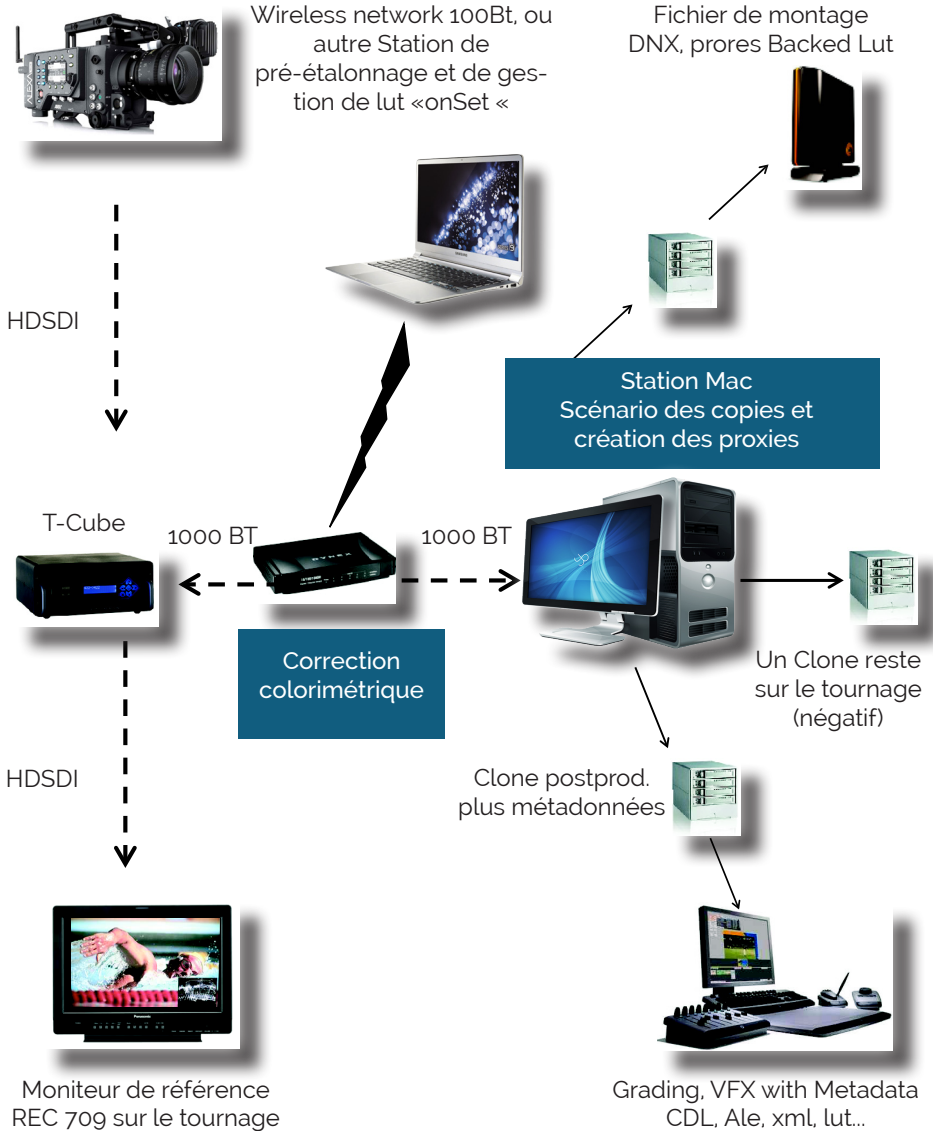 Wireless network 100Bt, ou
autre Station de
pré-étalonnage et de ges-
tion de lut «onSet «
Fichier de montage
DNX, prores Backed Lut
HDSDI
Station Mac
Scénario des copies et
création des proxies
T-Cube
1000 BT
1000 BT
Correction
colorimétrique
Un Clone reste
sur le tournage
(négatif)
HDSDI
Clone postprod.
plus métadonnées
Panasonic
Moniteur de référence
REC 709 sur le tournage
Grading, VFX with Metadata
CDL, Ale, xml, lut...